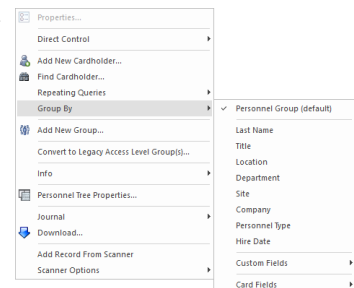 Properties...
Direct Control
Add New Cardholder...
Find Cardholder...
Repeating Queries
Group By
Add New Group...
Convert to Legacy Access Level Group(s)...
Info
Personnel Tree Properties...
Journal
Download...
Add Record From Scanner
Scanner Options
Personnel Group (default)
Last Name
Title
Location
Department
Site
Company
Personnel Type
Hire Date
Custom Fields
Card Fields